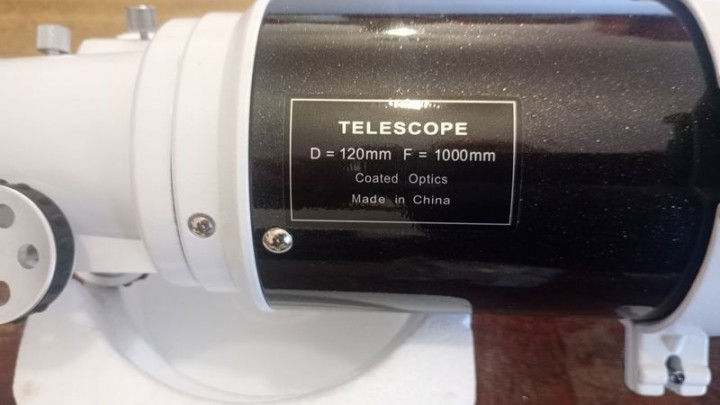 TELESCOPE
D = 120mm F = 1000mm
Coated Optics
Made in China